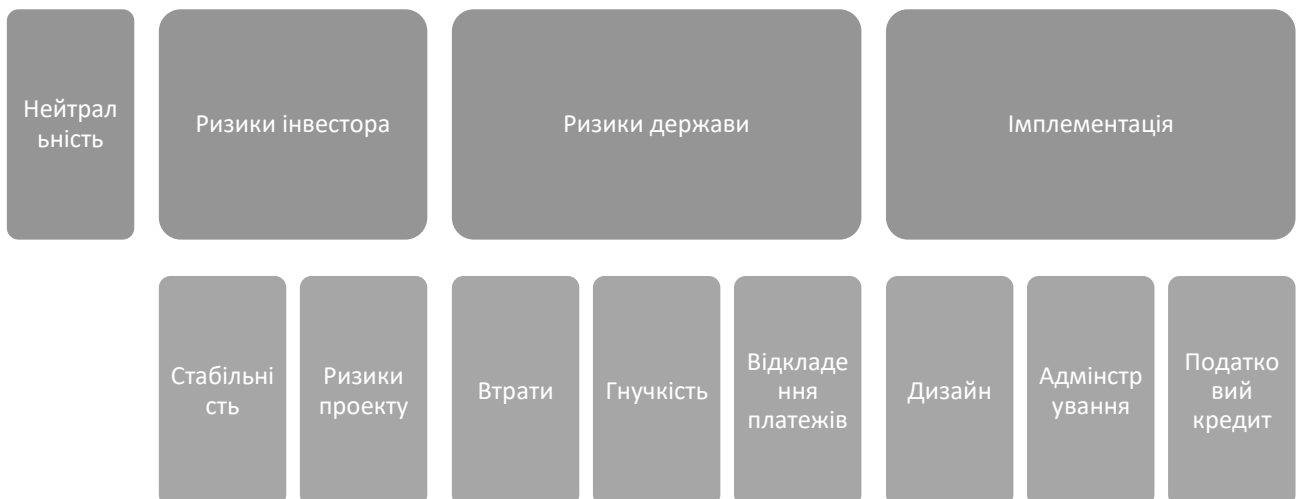 Нейтрал
ьність
Ризики інвестора
Ризики держави
Імплементація
Стабільні
сть
Ризики
проекту
Втрати
Гнучкість
Відкладе
ння
платежів
Дизайн
Адмінстр
ування
Податко
вий
кредит